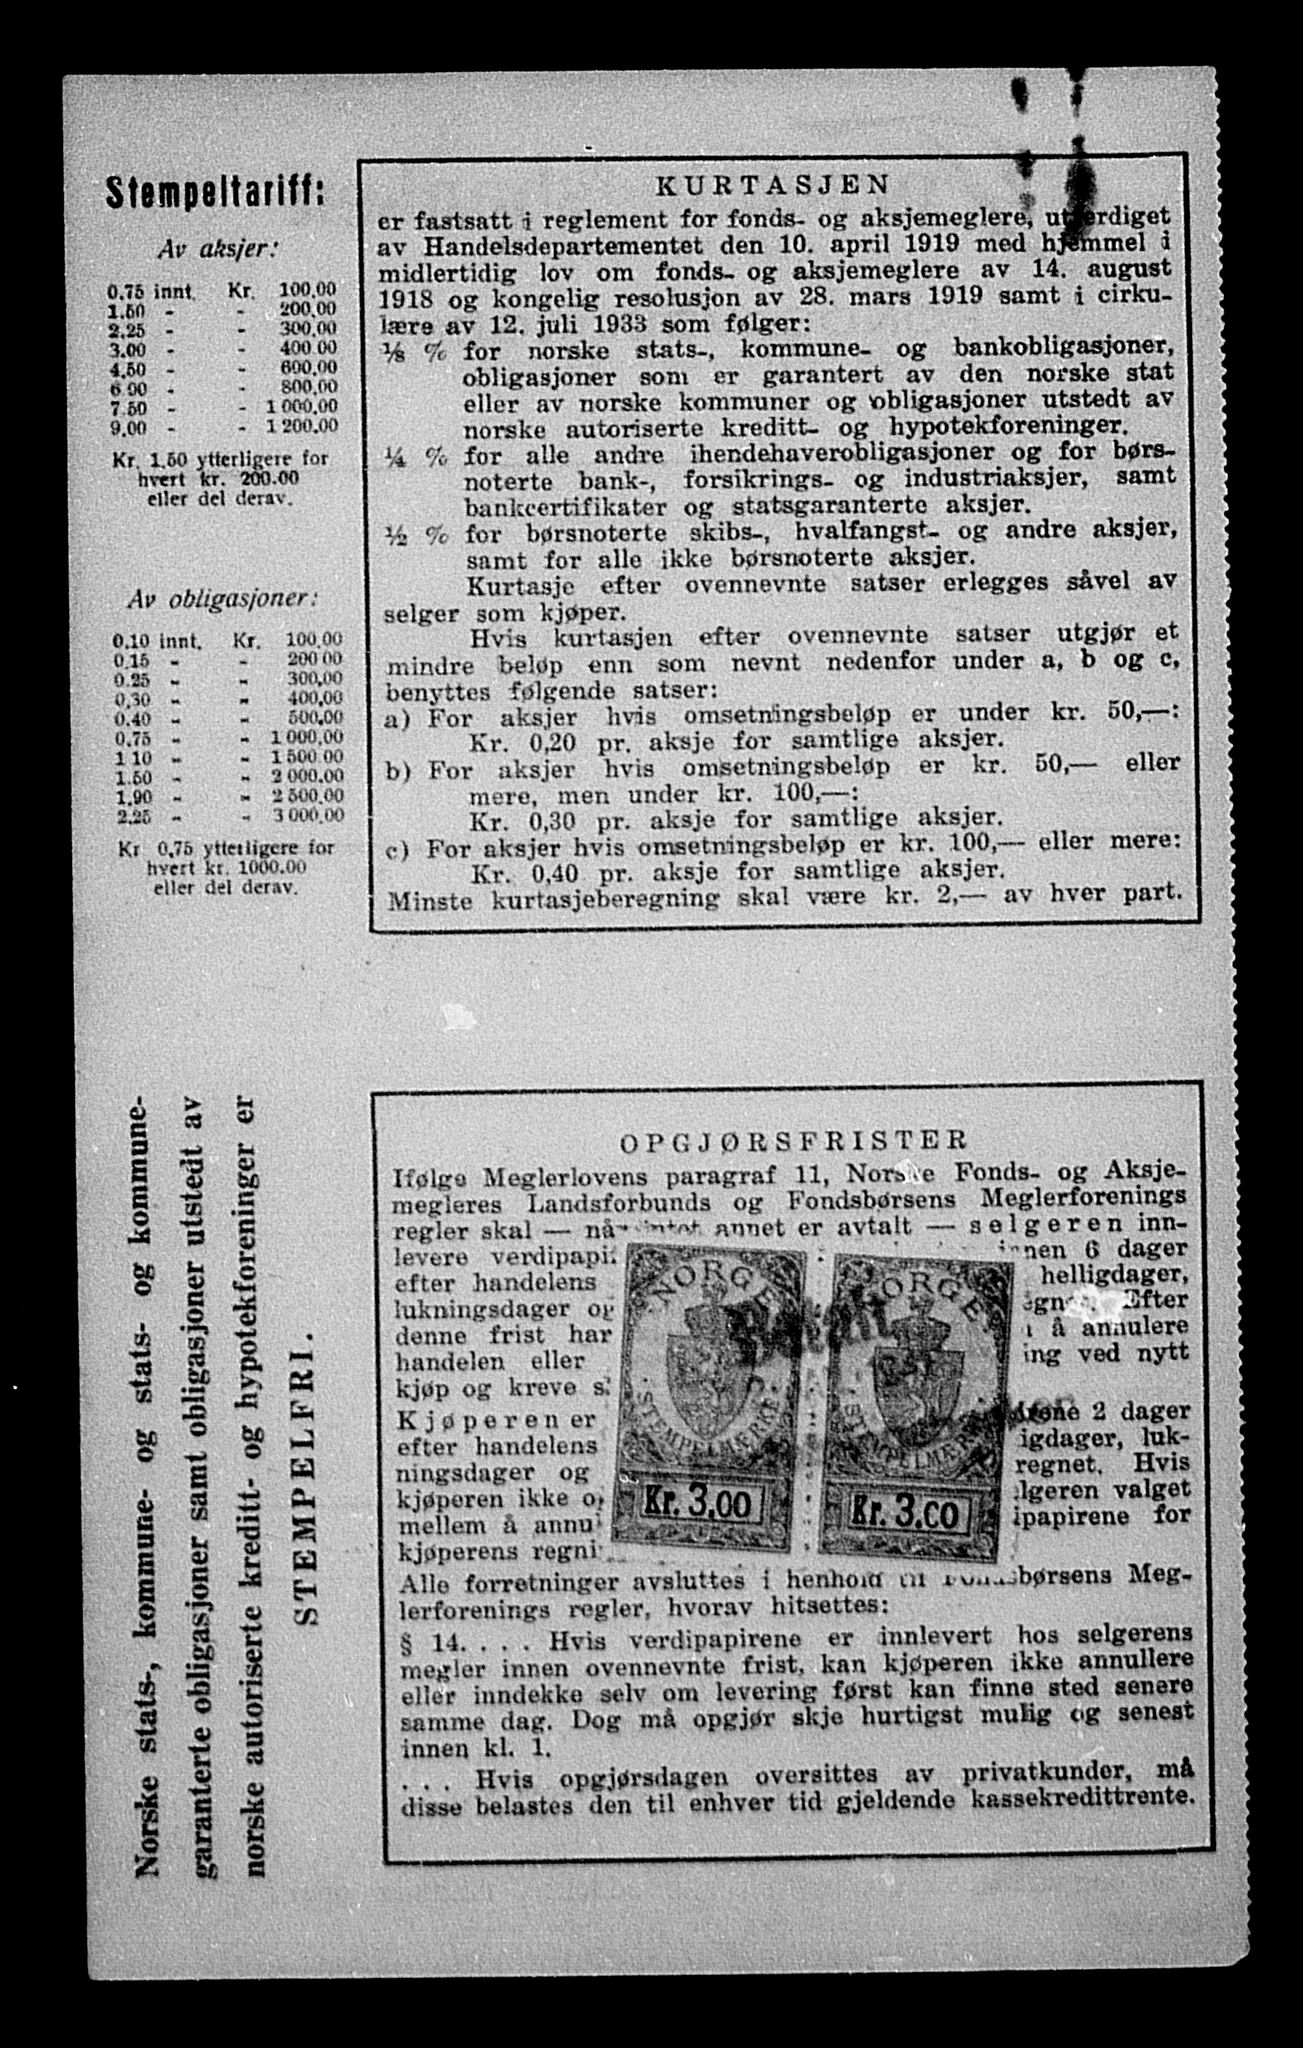 Stempeltariff:
Av aksjer:
0.75 innt. Kr. 100.00
1.50 - - 200.00
2.25 - - 300.00
3.00 - - 400.00
4.50 - - 600.00
6.00 - - 800.00
7.50 - - 1 000.00
9.00 - - 1 200.00
Kr. 1.50 ytterligere for
hvert kr. 200.00
eller del derav.
Av obligasjoner:
0.10 innt. Kr. 100.00
0.15 - - 200 00
0.25 - - 300.00
0.30 - - 400.00
0.40 - - 500.00
0.75 - - 1 000.00
1 10 - - 1 500 00
1.50 - - 2 000.00
1.90 - - 2 500.00
2.25 - - 3 000.00
Kr 0.75 ytterligere for
hvert kr. 1000.00
eller del derav.
KURTASJEN
er fastsatt i reglement for fonds- og aksjemeglere, utferdiget
av Handelsdepartementet den 10. april 1919 med hjemmel i
midlertidig lov om fonds- og aksjemeglere av 14. august
1918 og kongelig resolusjon av 28. mars 1919 samt i cirku-
lære av 12. juli 1933 som følger:
⅛ % for norske stats-, kommune- og bankobligasjoner,
obligasjoner som er garantert av den norske stat
eller av norske kommuner og obligasjoner utstedt av
norske autoriserte kreditt- og hypotekforeninger.
¼ % for alle andre ihendehaverobligasjoner og for børs-
noterte bank-, forsikrings- og industriaksjer, samt
bankcertifikater og statsgaranterte aksjer.
½ % for børsnoterte skibs-, hvalfangst- og andre aksjer,
samt for alle ikke børsnoterte aksjer.
Kurtasje efter ovennevnte satser erlegges såvel av
selger som kjøper.
Hvis kurtasjen efter ovennevnte satser utgjør et
mindre beløp enn som nevnt nedenfor under a, b og c,
benyttes følgende satser:
a) For aksjer hvis omsetningsbeløp er under kr. 50,—:
Kr. 0,20 pr. aksje for samtlige aksjer.
b) For aksjer hvis omsetningsbeløp er kr. 50,— eller
mere, men under kr. 100,—:
Kr. 0,30 pr. aksje for samtlige aksjer.
c) For aksjer hvis omsetningsbeløp er kr. 100,— eller mere:
Kr. 0,40 pr. aksje for samtlige aksjer.
Minste kurtasjeberegning skal være kr. 2,— av hver part.
Norske stats-, kommune- og stats- og kommune-
garanterte obligasjoner samt obligasjoner utstedt av
norske autoriserte kreditt- og hypotekforeninger er
STEMPELFRI.
OPGJØRSFRISTER
Ifølge Meglerlovens paragraf 11, Norske Fonds- og Aksje-
megleres Landsforbunds og Fondsbørsens Meglerforenings
regler skal — når intet annet er avtalt — selgeren inn-
levere verdipapi innen 6 dager
efter handelens helligdager,
lukningsdager og Efter
denne frist har å annulere
handelen eller ved nytt
kjøp og kreve
Kjøperen er 2 dager
efter handelens luk-
ningsdager og regnet. Hvis
kjøperen ikke selgeren valget
mellem å for
kjøperens
NORGE
STEMPELMÆRKE
Kr. 3.00
NORGE
STEMPELMÆRKE
Kr. 3.00
Alle forretninger avsluttes i henhold til Fondsbørsens Meg-
lerforenings regler, hvorav hitsettes:
§ 14. . . . Hvis verdipapirene er innlevert hos selgerens
megler innen ovennevnte frist, kan kjøperen ikke annullere
eller inndekke selv om levering først kan finne sted senere
samme dag. Dog må opgjør skje hurtigst mulig og senest
innen kl. 1.
. . . Hvis opgjørsdagen oversittes av privatkunder, må
disse belastes den til enhver tid gjeldende kassekredittrente.